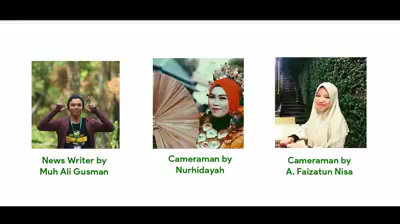 News Writer by
Muh Ali Gusman
Cameraman by
Nurhidayah
Cameraman by
A. Faizatun Nisa